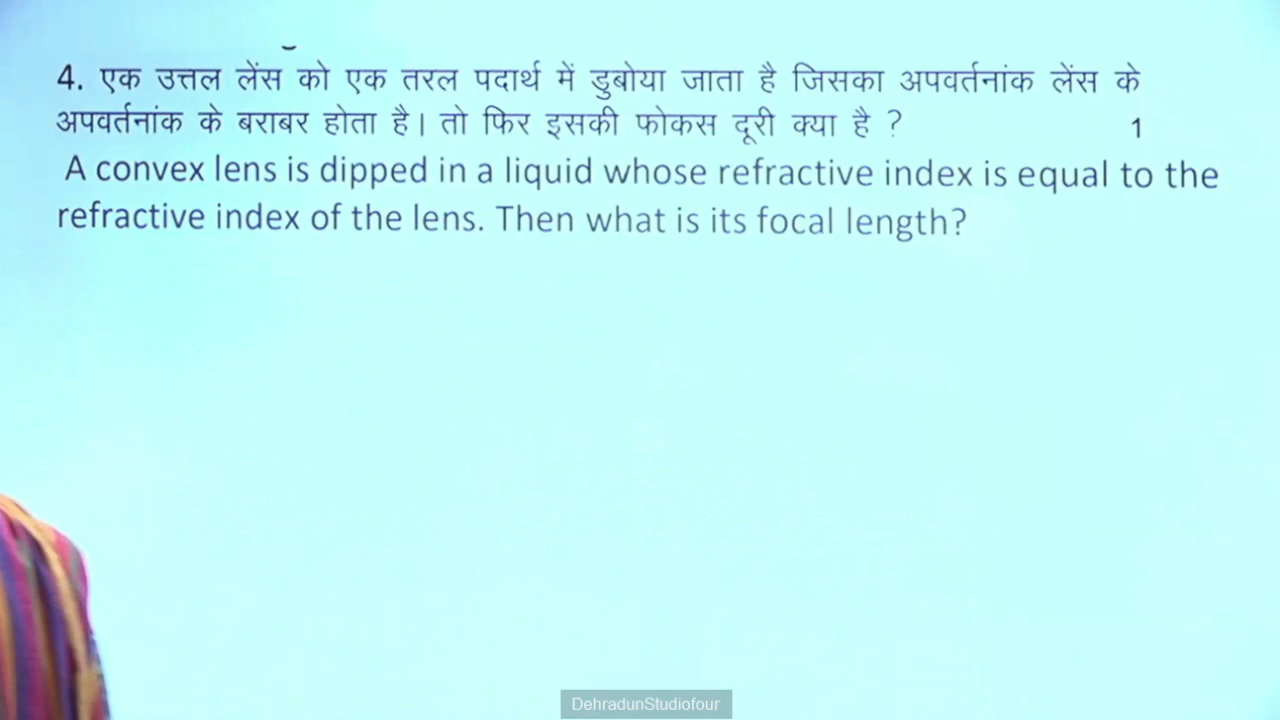 4. एक उत्तल लेंस को एक तरल पदार्थ में डुबोया जाता है जिसका अपवर्तनांक लेंस के
अपवर्तनांक के बराबर होता है। तो फिर इसकी फोकस दूरी क्या है ? 1
A convex lens is dipped in a liquid whose refractive index is equal to the
refractive index of the lens. Then what is its focal length?
DehradunStudiofour